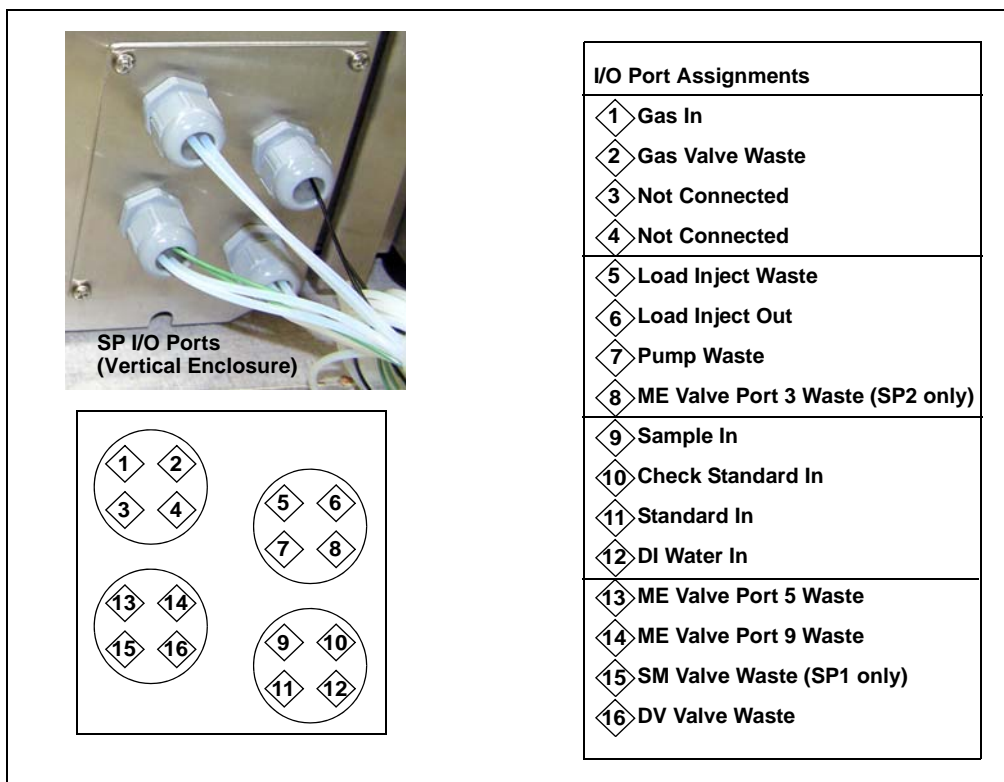 SP I/O Ports
(Vertical Enclosure)
1 2
3 4
5 6
7 8
13 14
15 16
9 10
11 12
I/O Port Assignments
1 Gas In
2 Gas Valve Waste
3 Not Connected
4 Not Connected
5 Load Inject Waste
6 Load Inject Out
7 Pump Waste
8 ME Valve Port 3 Waste (SP2 only)
9 Sample In
10 Check Standard In
11 Standard In
12 DI Water In
13 ME Valve Port 5 Waste
14 ME Valve Port 9 Waste
15 SM Valve Waste (SP1 only)
16 DV Valve Waste